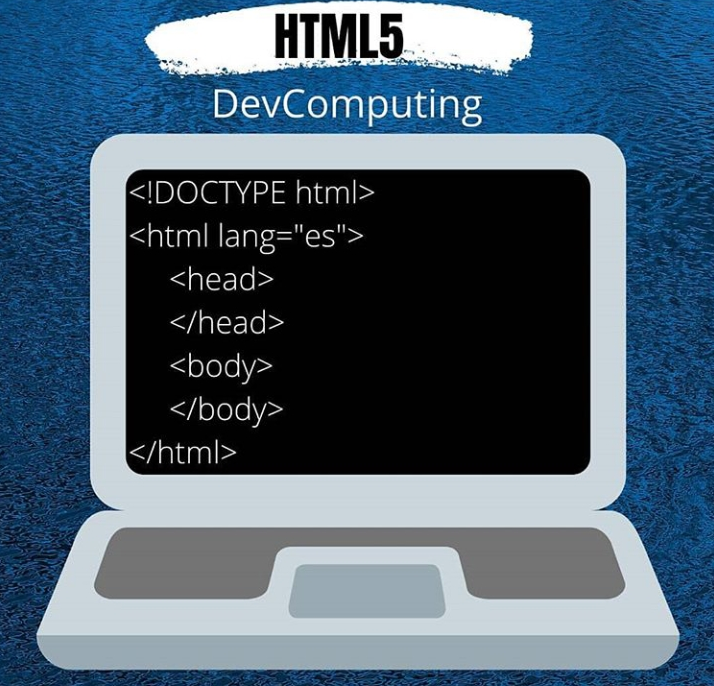 HTML5
DevComputing
<!DOCTYPE html>
<html lang="es">
<head>
</head>
<body>
</body>
</html>